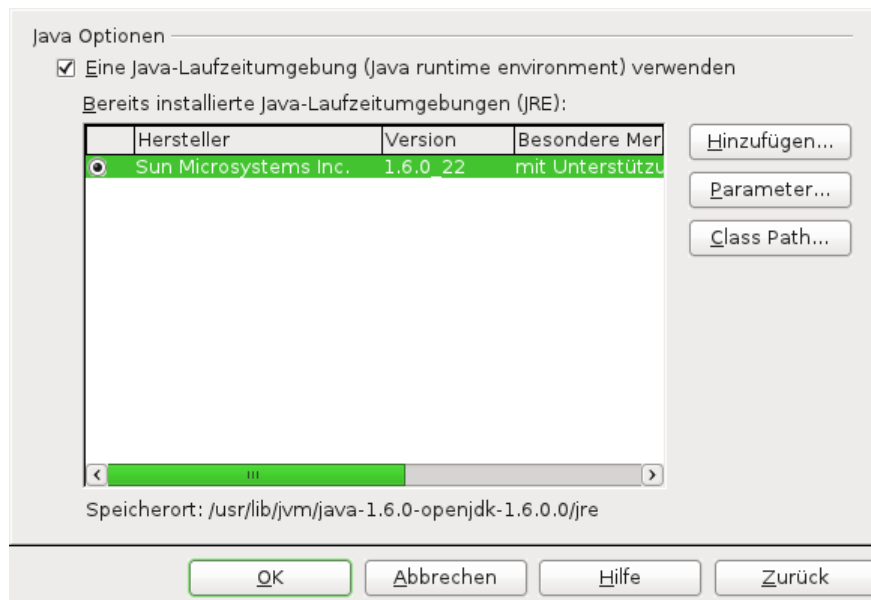 Java Optionen
Eine Java-Laufzeitumgebung (Java runtime environment) verwenden
Bereits installierte Java-Laufzeitumgebungen (JRE):
Hersteller Version Besondere Mer
Sun Microsystems Inc. 1.6.0_22 mit Unterstützu
Hinzufügen...
Parameter...
Class Path...
Speicherort: /usr/lib/jvm/java-1.6.0-openjdk-1.6.0.0/jre
OK Abbrechen Hilfe Zurück